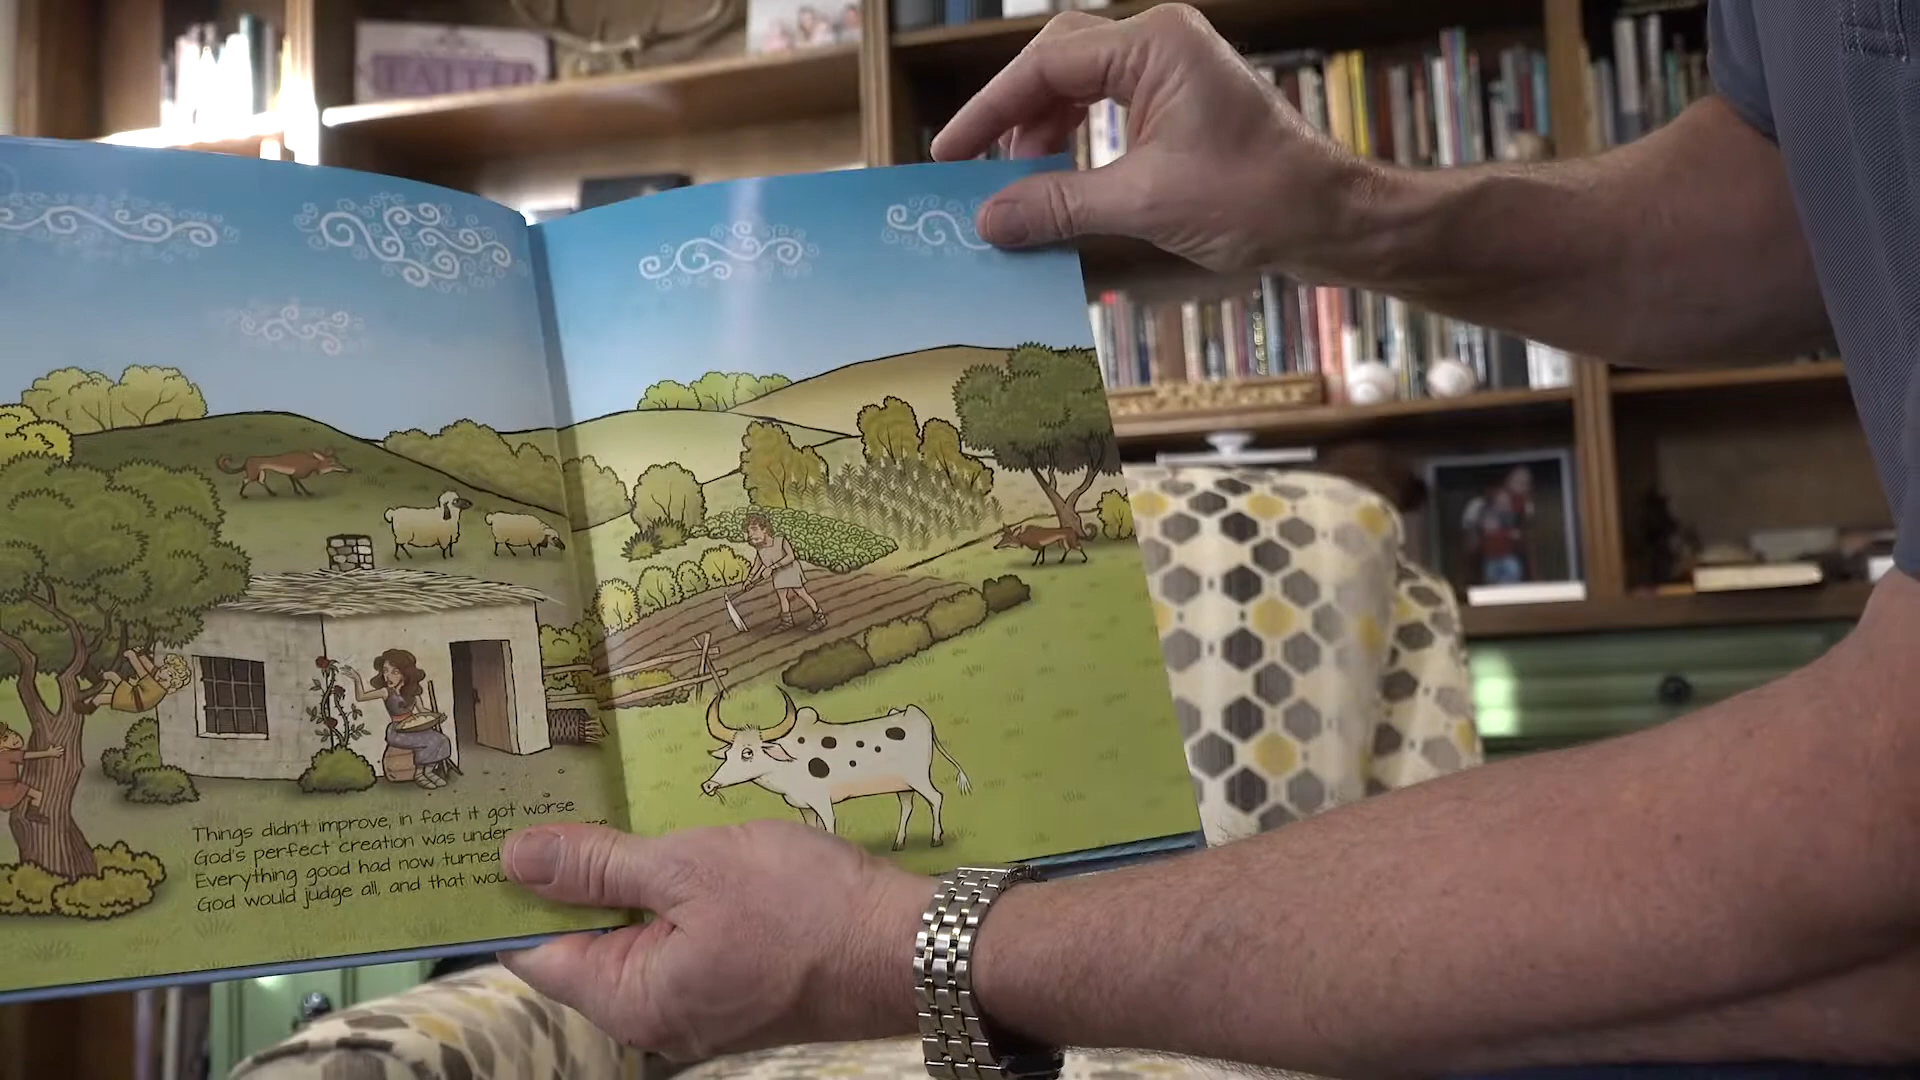 FAITH
Things didn't improve, in fact it got worse.
God's perfect creation was under
Everything good had now turned
God would judge all, and that